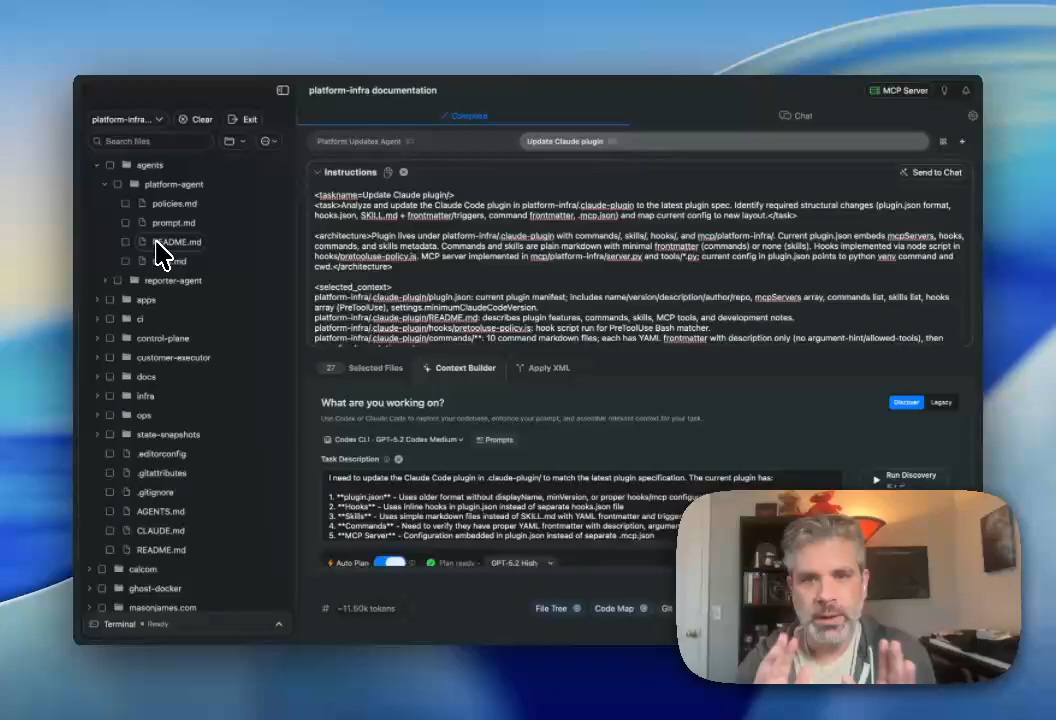 platform-infra documentation
MCP Server
platform-infra...
Clear
Exit
Compose
Chat
Search files
Platform Updates Agent
Update Claude plugin
agents
platform-agent
policies.md
prompt.md
README.md
.md
reporter-agent
apps
ci
control-plane
customer-executor
docs
infra
ops
state-snapshots
.editorconfig
.gitattributes
.gitignore
AGENTS.md
CLAUDE.md
README.md
calcom
ghost-docker
masonjames.com
Terminal • Ready
Instructions
Send to Chat
<taskname=Update Claude plugin/>
<task>Analyze and update the Claude Code plugin in platform-infra/.claude-plugin to the latest plugin spec. Identify required structural changes (plugin.json format,
hooks.json, SKILL.md + frontmatter/triggers, command frontmatter, .mcp.json) and map current config to new layout.</task>
<architecture>Plugin lives under platform-infra/.claude-plugin with commands/, skills/, hooks/, and mcp/platform-infra/. Current plugin.json embeds mcpServers, hooks,
commands, and skills metadata. Commands and skills are plain markdown with minimal frontmatter (commands) or none (skills). Hooks implemented via node script in
hooks/pretooluse-policy.js. MCP server implemented in mcp/platform-infra/server.py and tools/*.py; current config in plugin.json points to python venv command and
cwd.</architecture>
<selected_context>
platform-infra/.claude-plugin/plugin.json: current plugin manifest; includes name/version/description/author/repo, mcpServers array, commands list, skills list, hooks
array (PreToolUse), settings.minimumClaudeCodeVersion.
platform-infra/.claude-plugin/README.md: describes plugin features, commands, skills, MCP tools, and development notes.
platform-infra/.claude-plugin/hooks/pretooluse-policy.js: hook script run for PreToolUse Bash matcher.
platform-infra/.claude-plugin/commands/**: 10 command markdown files; each has YAML frontmatter with description only (no argument-hint/allowed-tools), then
27 Selected Files
Context Builder
Apply XML
What are you working on?
Discover
Legacy
Use Codex or Claude Code to explore your codebase, enhance your prompt, and assemble relevant context for your task.
Codex CLI · GPT-5.2 Codex Medium
Prompts
Task Description
I need to update the Claude Code plugin in .claude-plugin/ to match the latest plugin specification. The current plugin has:
1. **plugin.json** - Uses older format without displayName, minVersion, or proper hooks/mcp
2. **Hooks** - Uses inline hooks in plugin.json instead of separate hooks.json file
3. **Skills** - Uses simple markdown files instead of SKILL.md with YAML frontmatter and
4. **Commands** - Need to verify they have proper YAML frontmatter with description,
5. **MCP Server** - Configuration embedded in plugin.json instead of separate .mcp.json
Run Discovery
Auto Plan
Plan ready
GPT-5.2 High
# ~11.50k tokens
File Tree
Code Map
Git